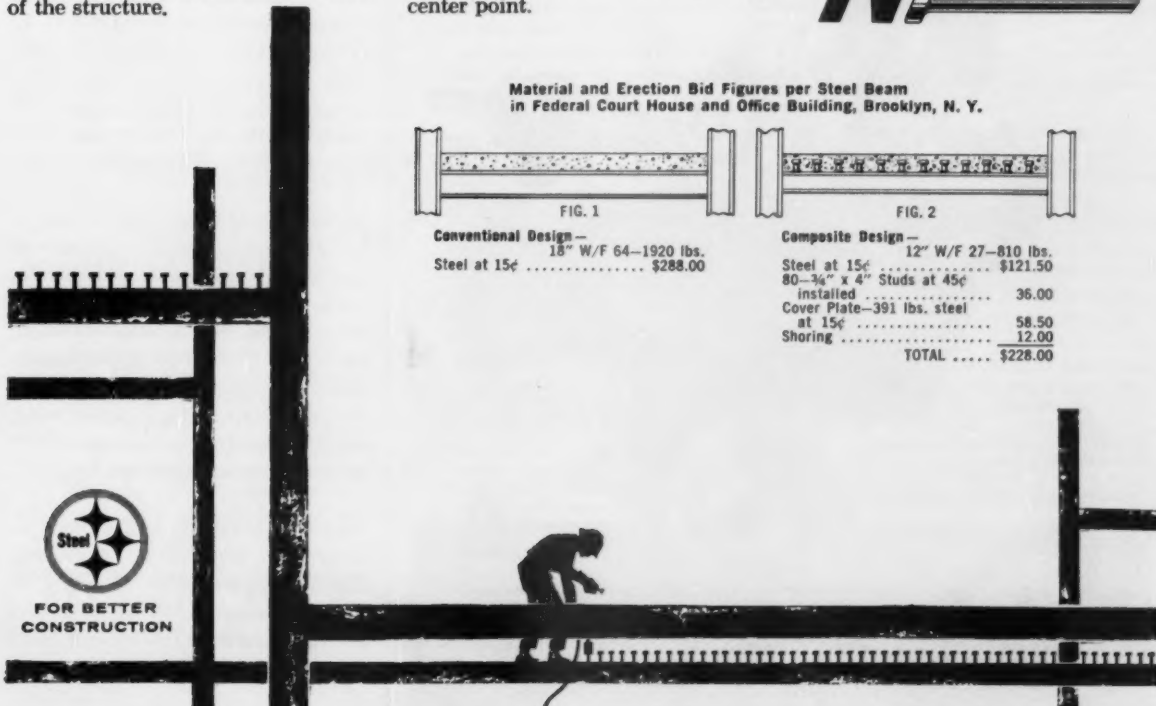 of the structure.
center point.
Material and Erection Bid Figures per Steel Beam
in Federal Court House and Office Building, Brooklyn, N. Y.
FIG. 1
Conventional Design—
18" W/F 64—1920 lbs.
Steel at 15¢ ............... $288.00
FIG. 2
Composite Design—
12" W/F 27—810 lbs.
Steel at 15¢ ................ $121.50
80—¾" x 4" Studs at 45¢
installed ................ 36.00
Cover Plate—391 lbs. steel
at 15¢ .................. 58.50
Shoring .................... 12.00
TOTAL ..... $228.00
Steel
FOR BETTER
CONSTRUCTION